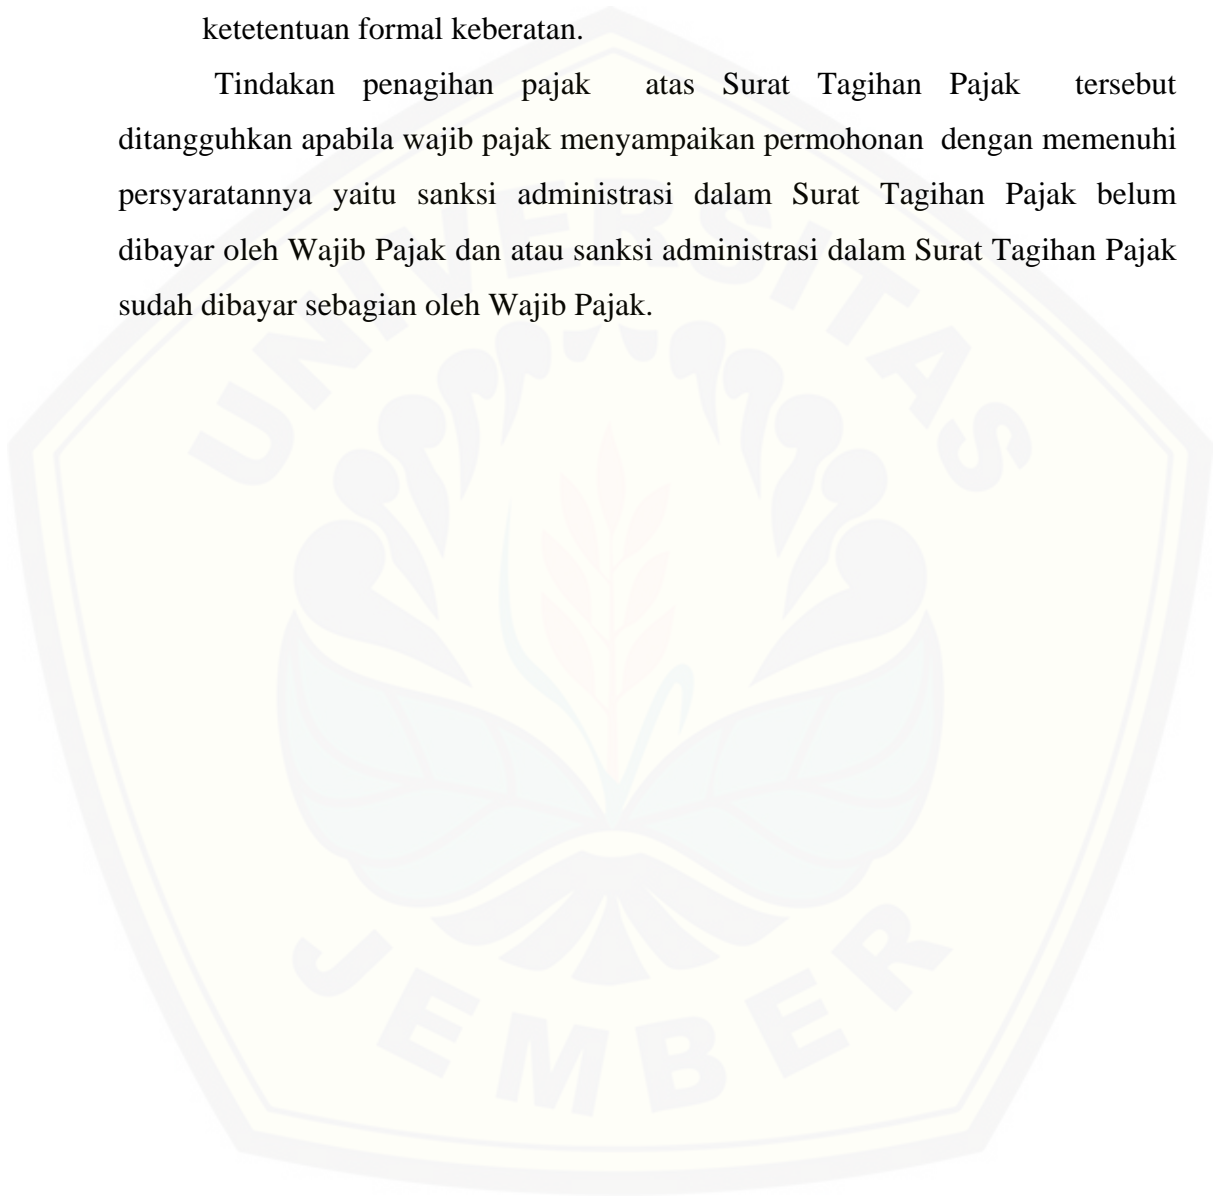 ketetentuan formal keberatan.
Tindakan penagihan pajak atas Surat Tagihan Pajak tersebut
ditangguhkan apabila wajib pajak menyampaikan permohonan dengan memenuhi
persyaratannya yaitu sanksi administrasi dalam Surat Tagihan Pajak belum
dibayar oleh Wajib Pajak dan atau sanksi administrasi dalam Surat Tagihan Pajak
sudah dibayar sebagian oleh Wajib Pajak.
UNIVERSITAS
JEMBER